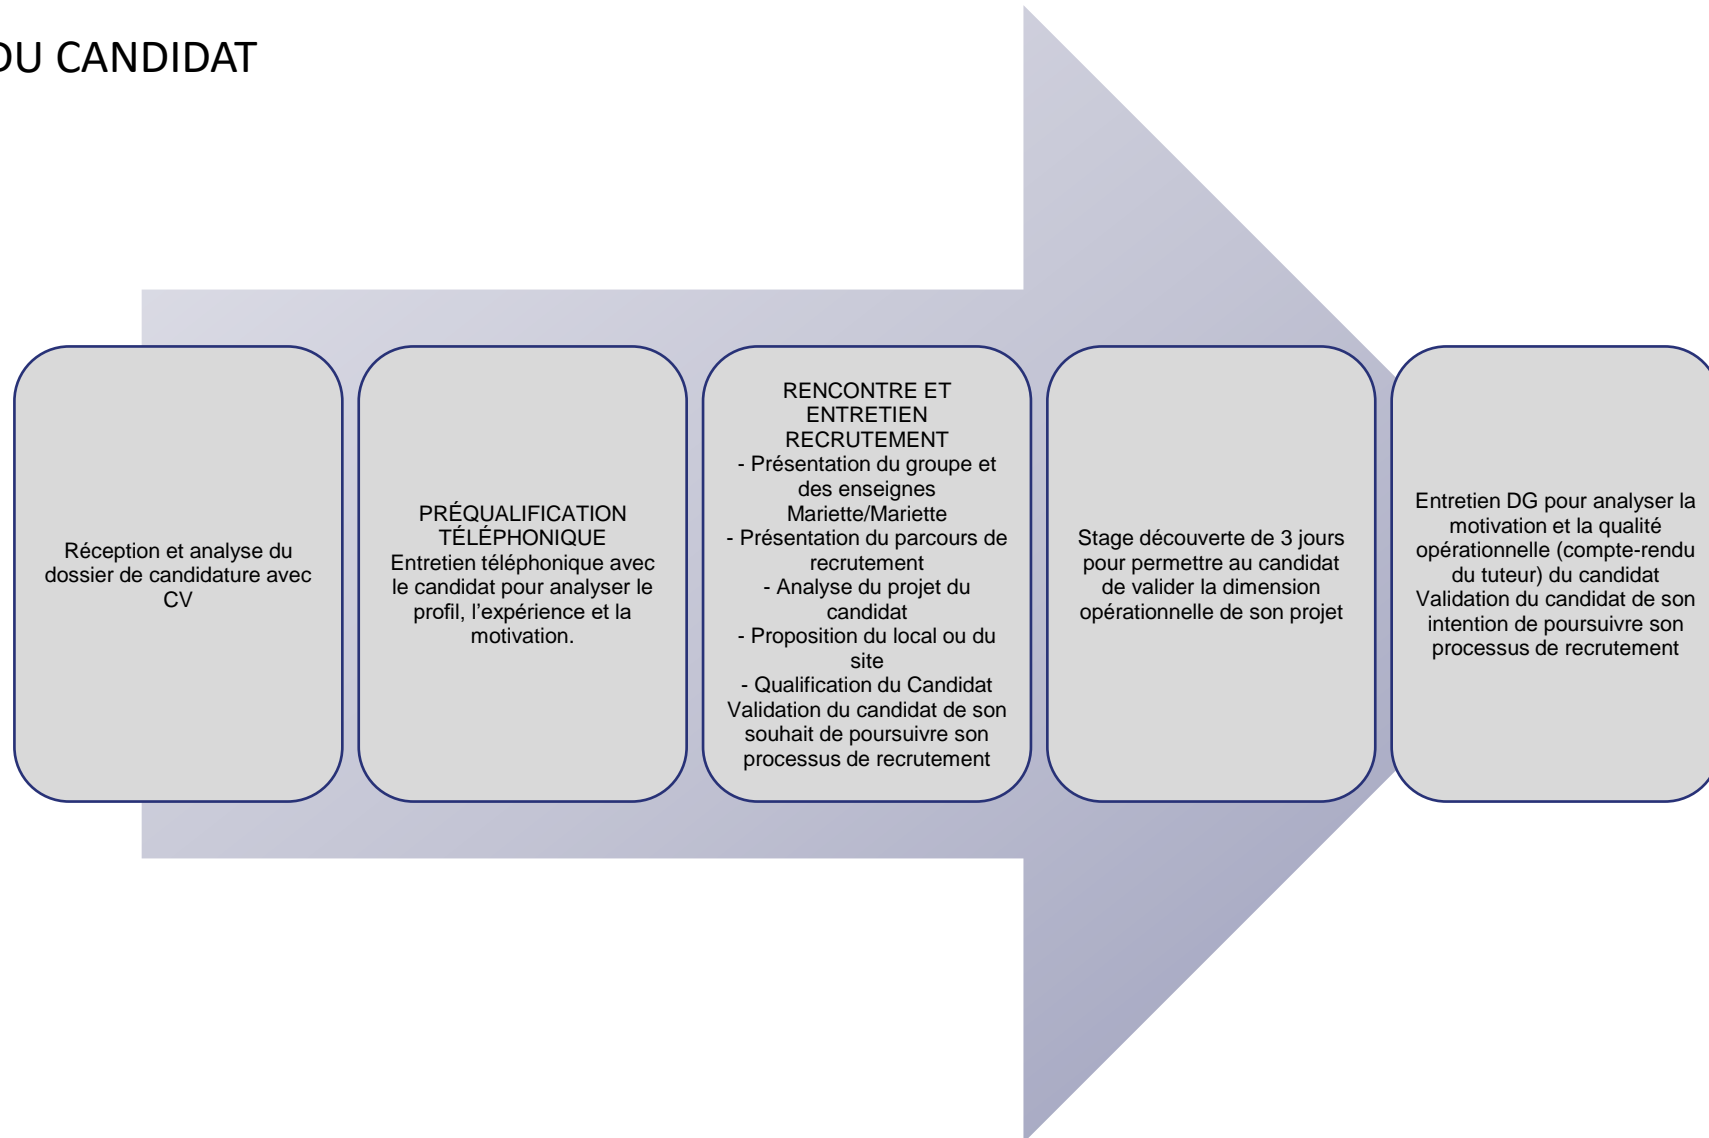 DU CANDIDAT
Réception et analyse du
dossier de candidature avec
CV
PRÉQUALIFICATION
TÉLÉPHONIQUE
Entretien téléphonique avec
le candidat pour analyser le
profil, l’expérience et la
motivation.
RENCONTRE ET
ENTRETIEN
RECRUTEMENT
- Présentation du groupe et
des enseignes
Mariette/Mariette
- Présentation du parcours de
recrutement
- Analyse du projet du
candidat
- Proposition du local ou du
site
- Qualification du Candidat
Validation du candidat de son
souhait de poursuivre son
processus de recrutement
Stage découverte de 3 jours
pour permettre au candidat
de valider la dimension
opérationnelle de son projet
Entretien DG pour analyser la
motivation et la qualité
opérationnelle (compte-rendu
du tuteur) du candidat
Validation du candidat de son
intention de poursuivre son
processus de recrutement